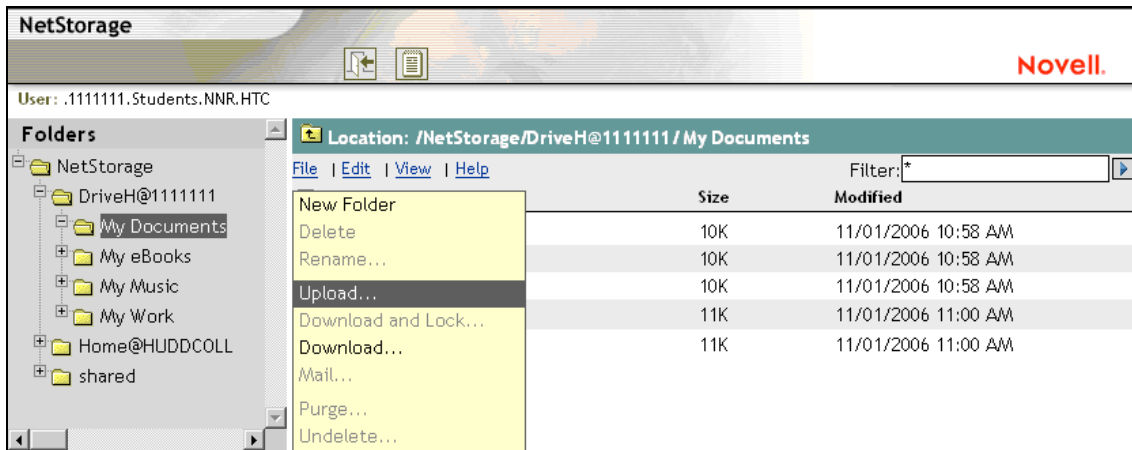 NetStorage
Novell.
User: .1111111.Students.NNR.HTC
Folders
NetStorage
DriveH@1111111
My Documents
My eBooks
My Music
My Work
Home@HUDDCOLL
shared
Location: /NetStorage/DriveH@1111111/My Documents
File | Edit | View | Help
Filter:*
Size Modified
10K 11/01/2006 10:58 AM
10K 11/01/2006 10:58 AM
10K 11/01/2006 10:58 AM
11K 11/01/2006 11:00 AM
11K 11/01/2006 11:00 AM
New Folder
Delete
Rename...
Upload...
Download and Lock...
Download...
Mail...
Purge...
Undelete...